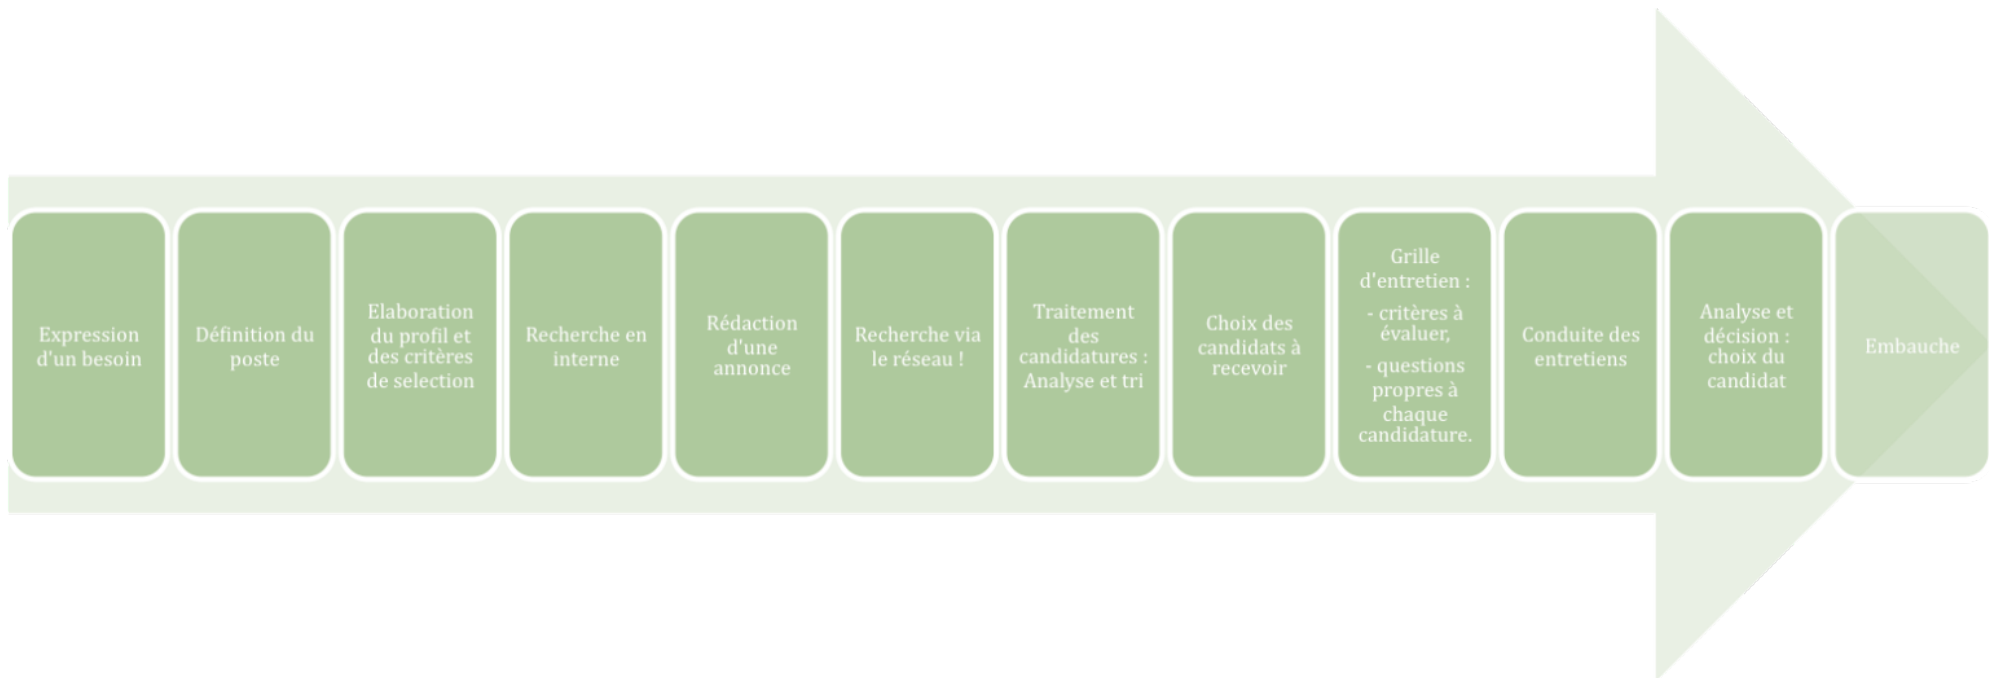 Expression
d'un besoin
Définition du
poste
Elaboration
du profil et
des critères
de selection
Recherche en
interne
Rédaction
d'une
annonce
Recherche via
le réseau !
Traitement
des
candidatures :
Analyse et tri
Choix des
candidats à
recevoir
Grille
d'entretien :
- critères à
évaluer,
- questions
propres à
chaque
candidature.
Conduite des
entretiens
Analyse et
décision :
choix du
candidat
Embauche